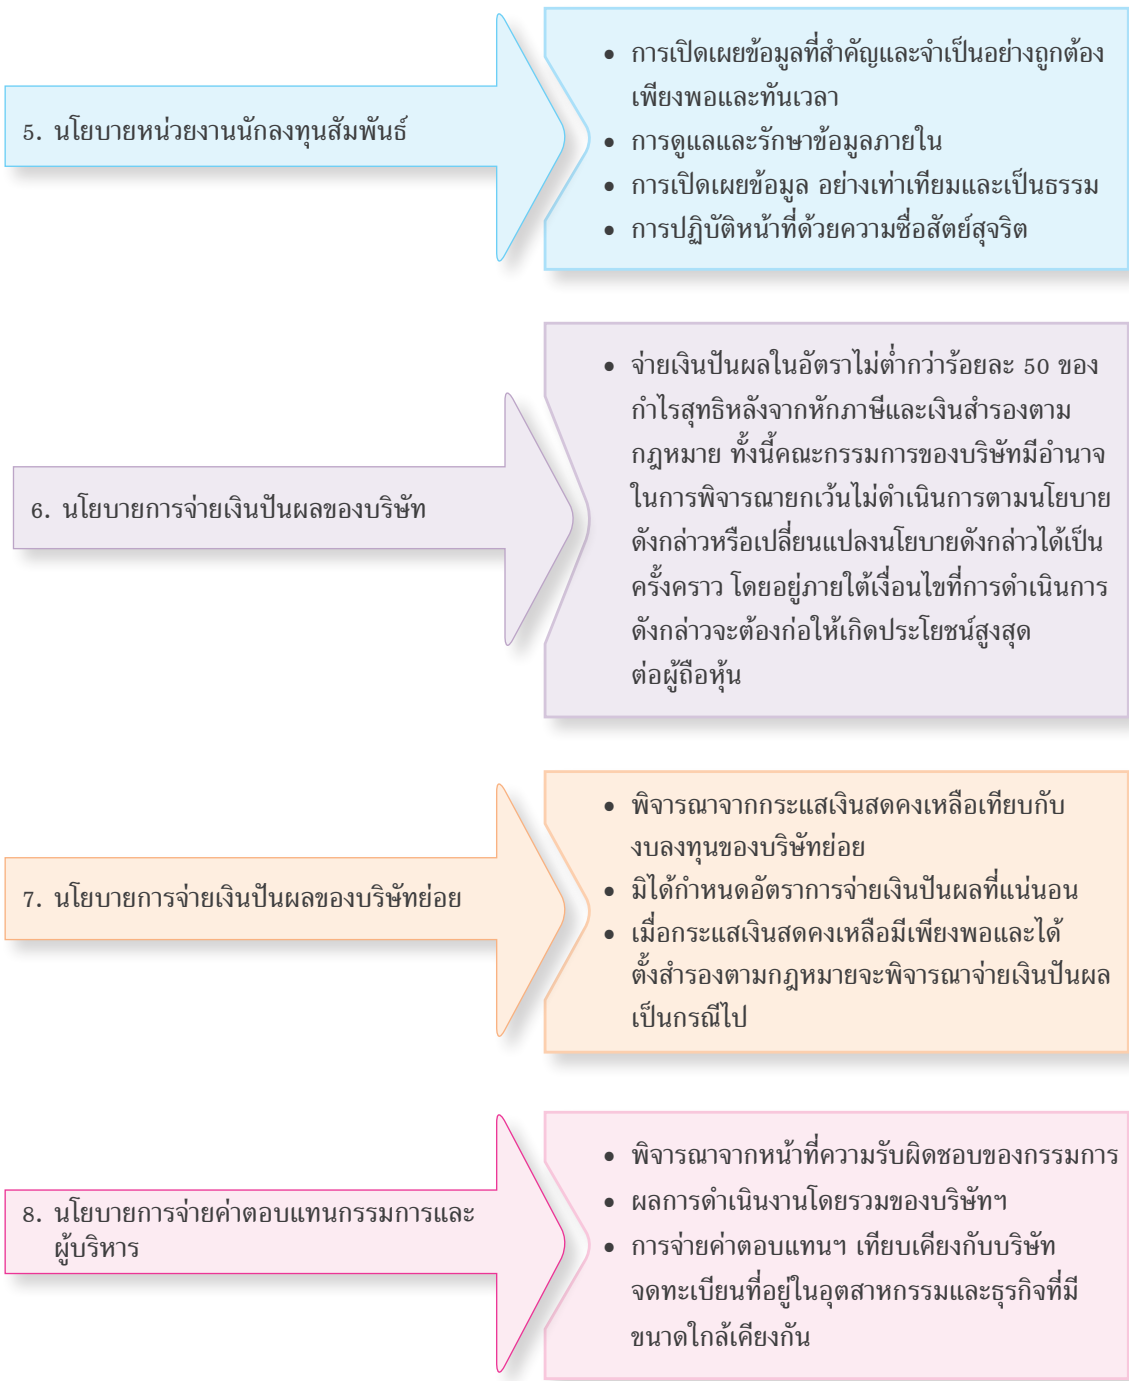 5. นโยบายหน่วยงานนักลงทุนสัมพันธ์
• การเปิดเผยข้อมูลที่สำคัญและจำเป็นอย่างถูกต้อง
เพียงพอและทันเวลา
• การดูแลและรักษาข้อมูลภายใน
• การเปิดเผยข้อมูล อย่างเท่าเทียมและเป็นธรรม
• การปฏิบัติหน้าที่ด้วยความซื่อสัตย์สุจริต
6. นโยบายการจ่ายเงินปันผลของบริษัท
• จ่ายเงินปันผลในอัตราไม่ต่ำกว่าร้อยละ 50 ของ
กำไรสุทธิหลังจากหักภาษีและเงินสำรองตาม
กฎหมาย ทั้งนี้คณะกรรมการของบริษัทมีอำนาจ
ในการพิจารณายกเว้นไม่ดำเนินการตามนโยบาย
ดังกล่าวหรือเปลี่ยนแปลงนโยบายดังกล่าวได้เป็น
ครั้งคราว โดยอยู่ภายใต้เงื่อนไขที่การดำเนินการ
ดังกล่าวจะต้องก่อให้เกิดประโยชน์สูงสุด
ต่อผู้ถือหุ้น
7. นโยบายการจ่ายเงินปันผลของบริษัทย่อย
• พิจารณาจากกระแสเงินสดคงเหลือเทียบกับ
งบลงทุนของบริษัทย่อย
• มิได้กำหนดอัตราการจ่ายเงินปันผลที่แน่นอน
• เมื่อกระแสเงินสดคงเหลือมีเพียงพอและได้
ตั้งสำรองตามกฎหมายจะพิจารณาจ่ายเงินปันผล
เป็นกรณีไป
8. นโยบายการจ่ายค่าตอบแทนกรรมการและ
ผู้บริหาร
• พิจารณาจากหน้าที่ความรับผิดชอบของกรรมการ
• ผลการดำเนินงานโดยรวมของบริษัทฯ
• การจ่ายค่าตอบแทนฯ เทียบเคียงกับบริษัท
จดทะเบียนที่อยู่ในอุตสาหกรรมและธุรกิจที่มี
ขนาดใกล้เคียงกัน